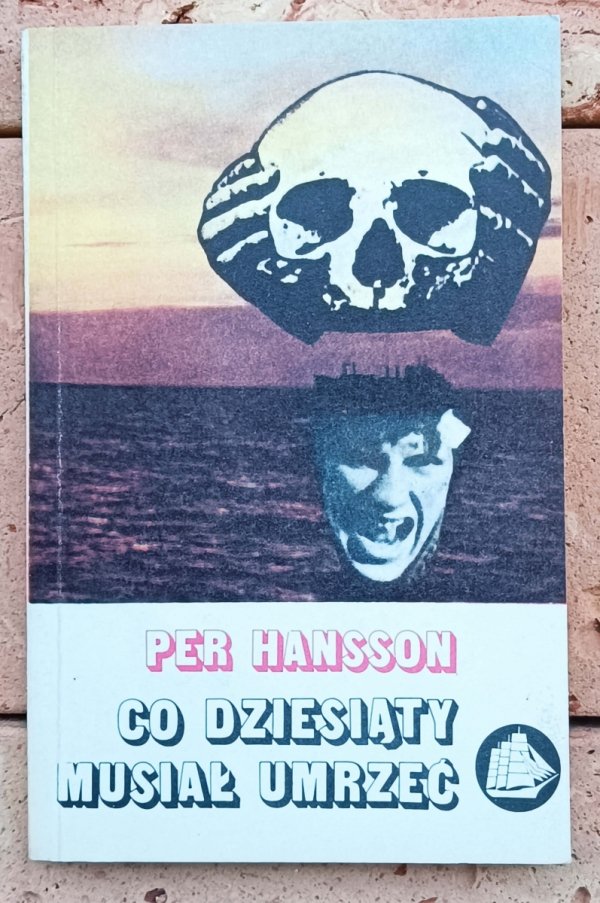 PER HANSSON
CO DZIESIĄTY
MUSIAŁ UMRZEĆ